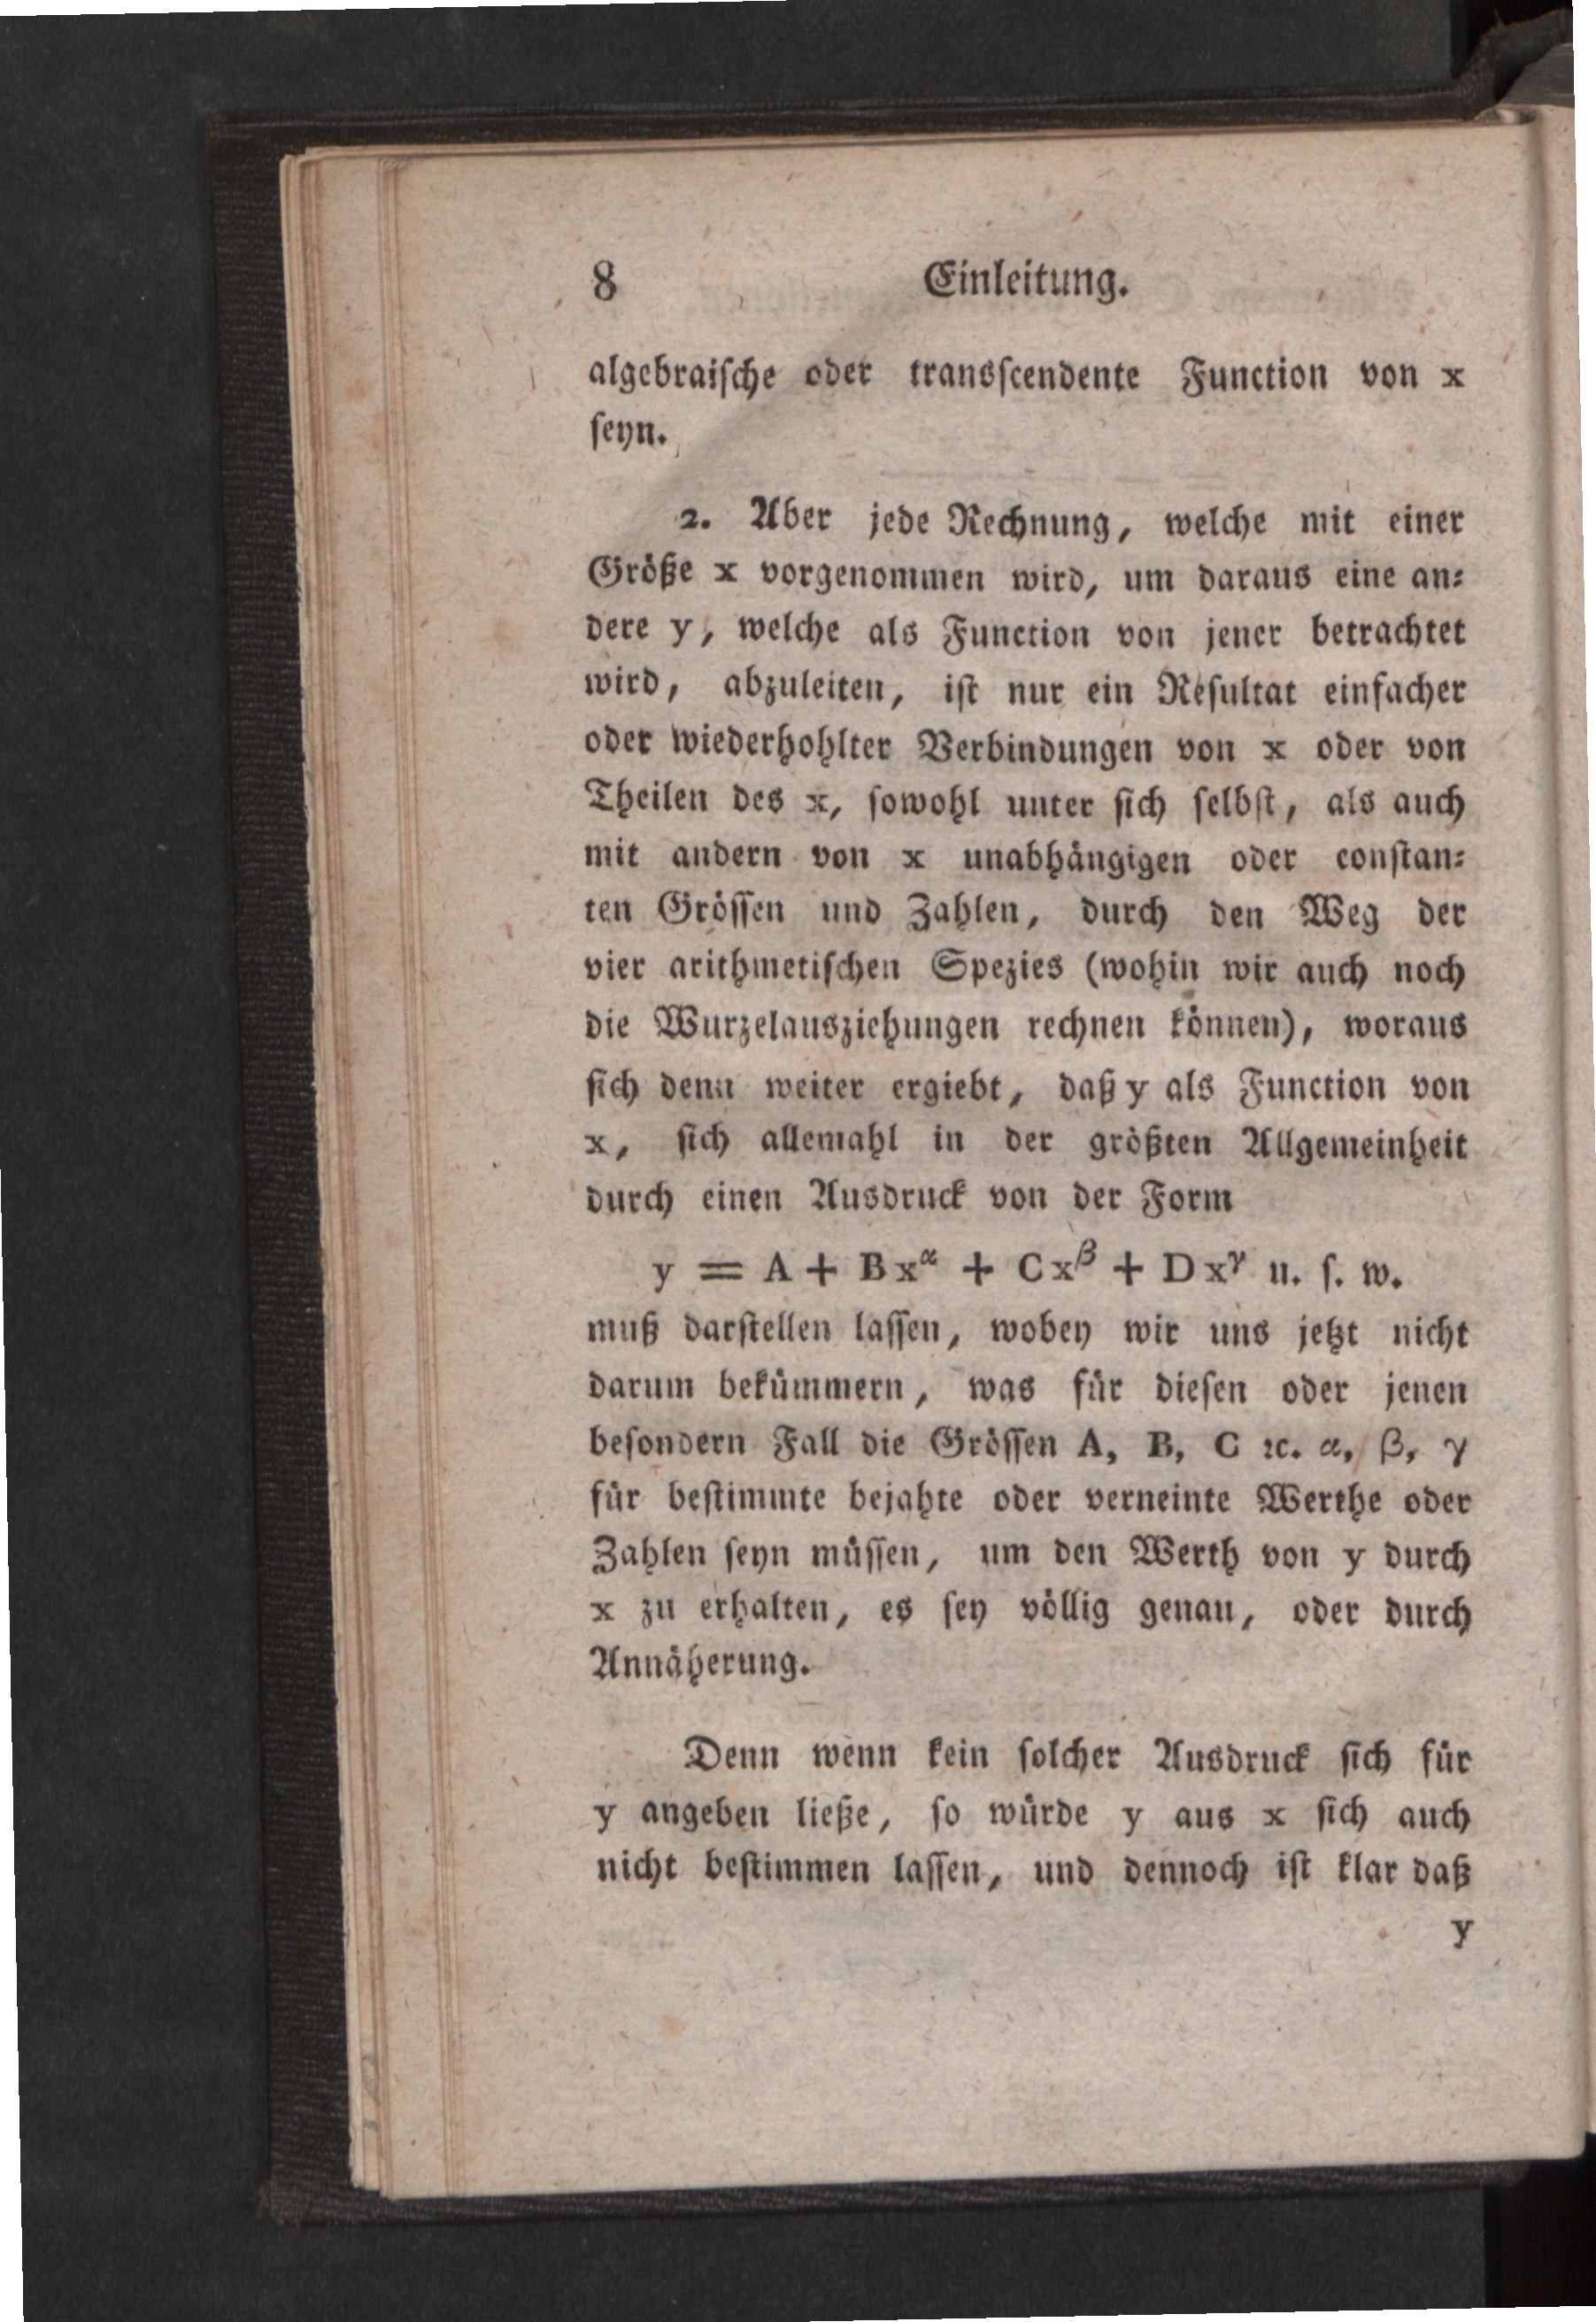 8 Einleitung.
algebraiſche oder transſcendente Function von x
ſeyn.
2. Aber jede Rechnung, welche mit einer
Größe x vorgenommen wird, um daraus eine an⸗
dere y, welche als Function von jener betrachtet
wird, abzuleiten, iſt nur ein Reſultat einfacher
oder wiederhohlter Verbindungen von x oder von
Theilen des x, ſowohl unter ſich ſelbſt, als auch
mit andern von x unabhängigen oder conſtan⸗
ten Gröſſen und Zahlen, durch den Weg der
vier arithmetiſchen Spezies (wohin wir auch noch
die Wurzelausziehungen rechnen können), woraus
ſich denn weiter ergiebt, daß y als Function von
x, ſich allemahl in der größten Allgemeinheit
durch einen Ausdruck von der Form
y = A + Bx^α + Cx^β + Dx^γ u. ſ. w.
muß darſtellen laſſen, wobey wir uns jetzt nicht
darum bekümmern, was für dieſen oder jenen
beſondern Fall die Gröſſen A, B, C ꝛc. α, β, γ
für beſtimmte bejahte oder verneinte Werthe oder
Zahlen ſeyn müſſen, um den Werth von y durch
x zu erhalten, es ſey völlig genau, oder durch
Annäherung.
Denn wenn kein ſolcher Ausdruck ſich für
y angeben ließe, ſo würde y aus x ſich auch
nicht beſtimmen laſſen, und dennoch iſt klar daß
y